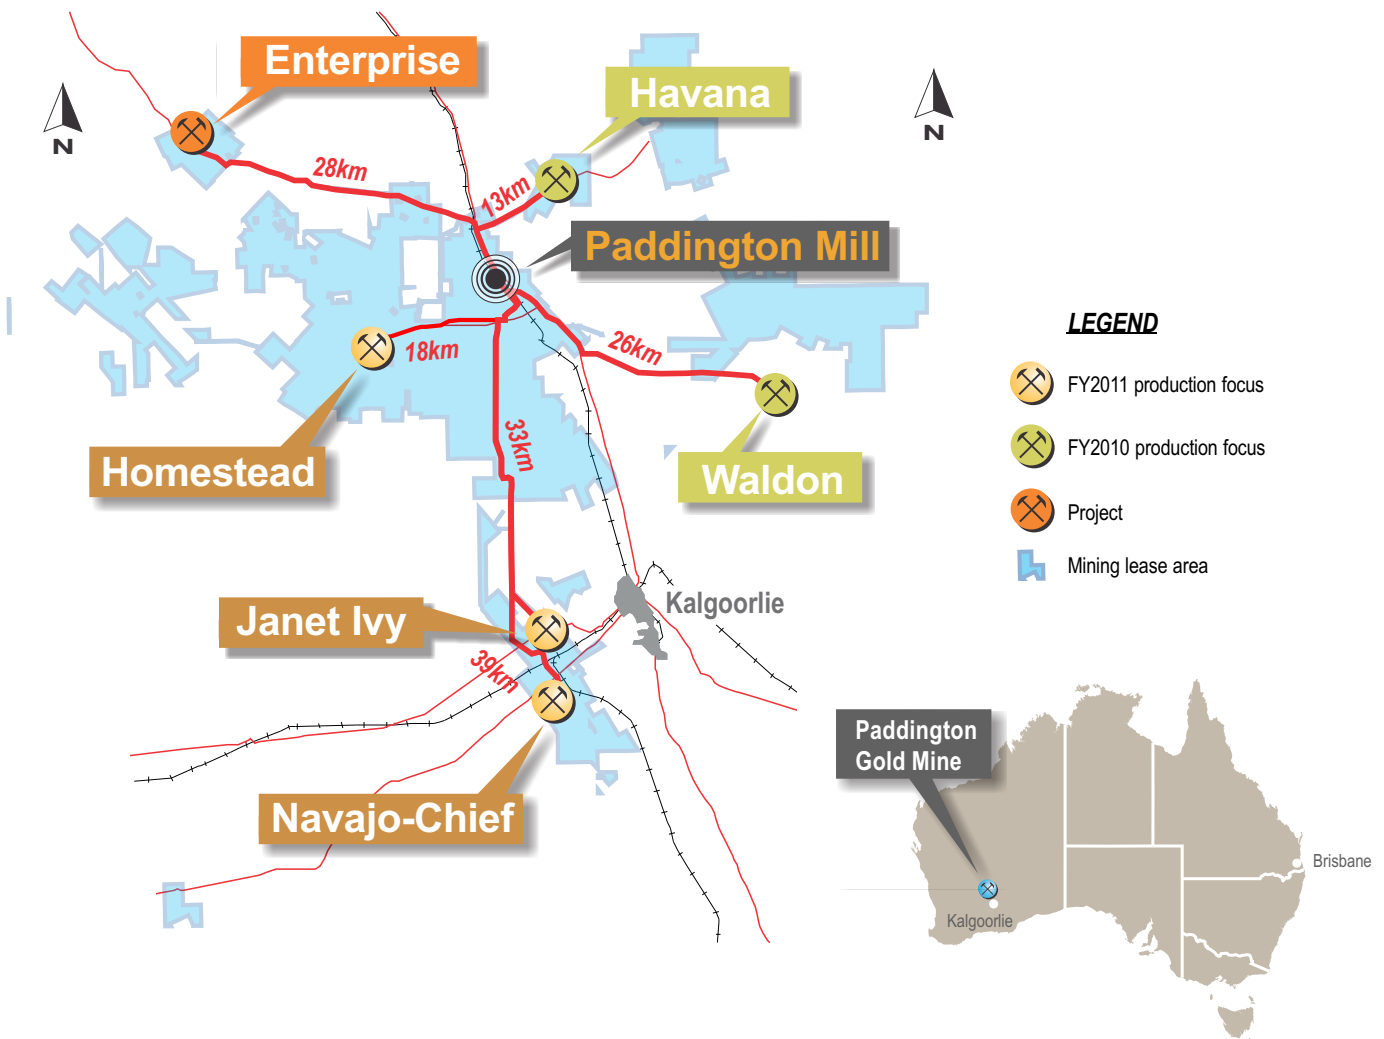 Enterprise
Havana
N
N
28km
13km
Paddington Mill
LEGEND
18km
26km
FY2011 production focus
33km
FY2010 production focus
Homestead
Waldon
Project
Mining lease area
Kalgoorlie
Janet Ivy
39km
Paddington
Gold Mine
Navajo-Chief
Brisbane
Kalgoorlie